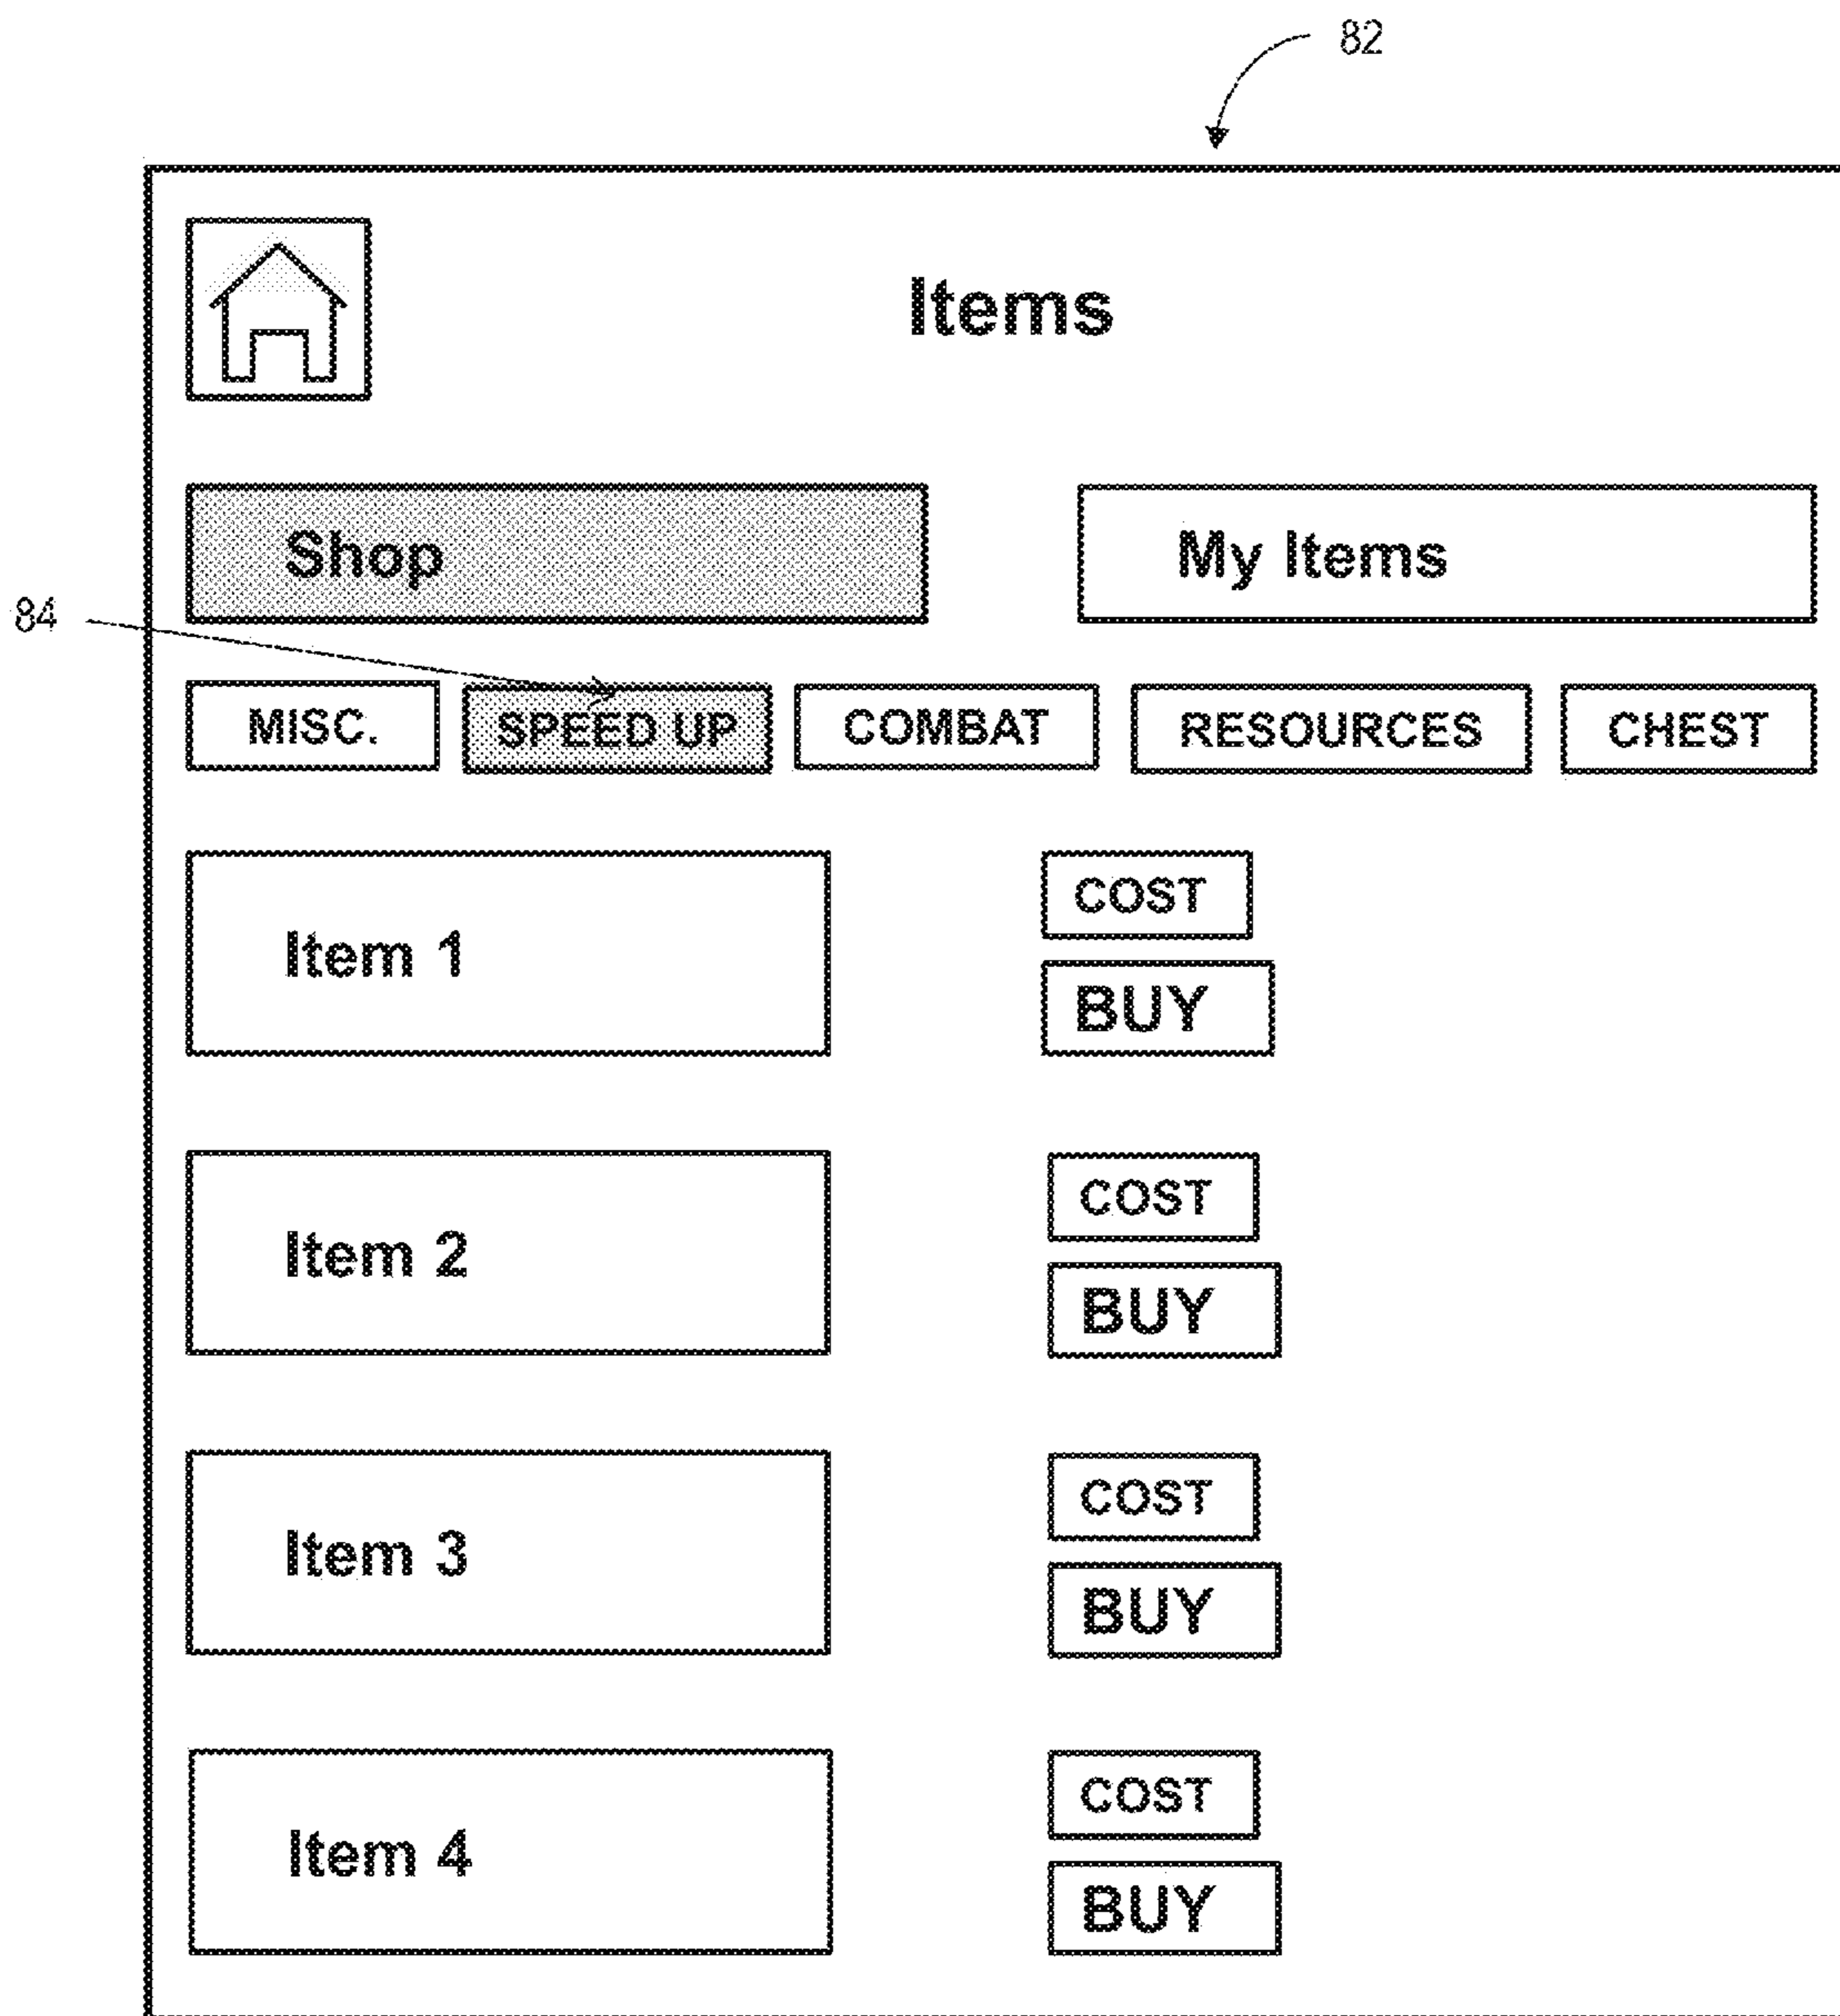 82
Items
Shop My Items
84
MISC. SPEED UP COMBAT RESOURCES CHEST
Item 1
COST
BUY
Item 2
COST
BUY
Item 3
COST
BUY
Item 4
COST
BUY